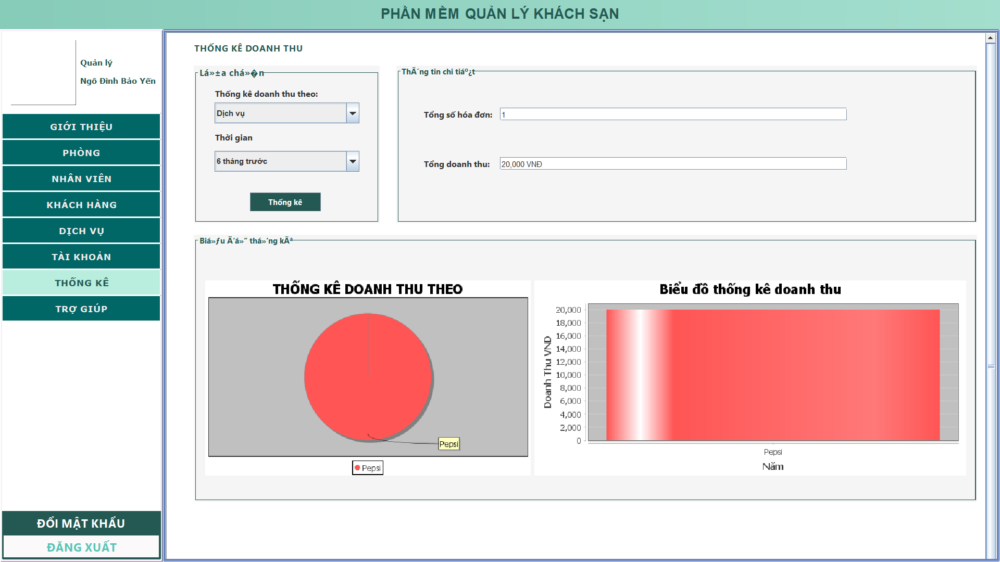 PHẦN MỀM QUẢN LÝ KHÁCH SẠN
Quản lý
Ngô Đình Bảo Yến
GIỚI THIỆU
PHÒNG
NHÂN VIÊN
KHÁCH HÀNG
DỊCH VỤ
TÀI KHOẢN
THỐNG KÊ
TRỢ GIÚP
ĐỔI MẬT KHẨU
ĐĂNG XUẤT
THỐNG KÊ DOANH THU
Lá»±a chá»�n
Thống kê doanh thu theo:
Dịch vụ
Thời gian
6 tháng trước
Thống kê
ThÃ´ng tin chi tiáº¿t
Tổng số hóa đơn: 1
Tổng doanh thu: 20,000 VNĐ
Biá»ƒu Ä‘á»“ thá»‘ng kÃª
THỐNG KÊ DOANH THU THEO
Pepsi
Pepsi
Biểu đồ thống kê doanh thu
Doanh Thu VNĐ
20,000
18,000
16,000
14,000
12,000
10,000
8,000
6,000
4,000
2,000
0
Pepsi
Năm